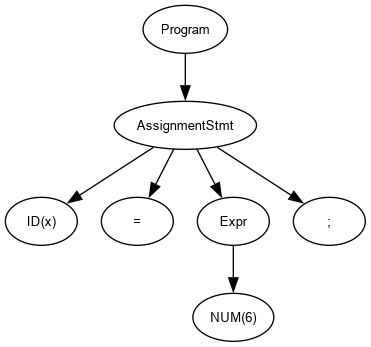 Program
AssignmentStmt
ID(x)
=
Expr
;
NUM(6)